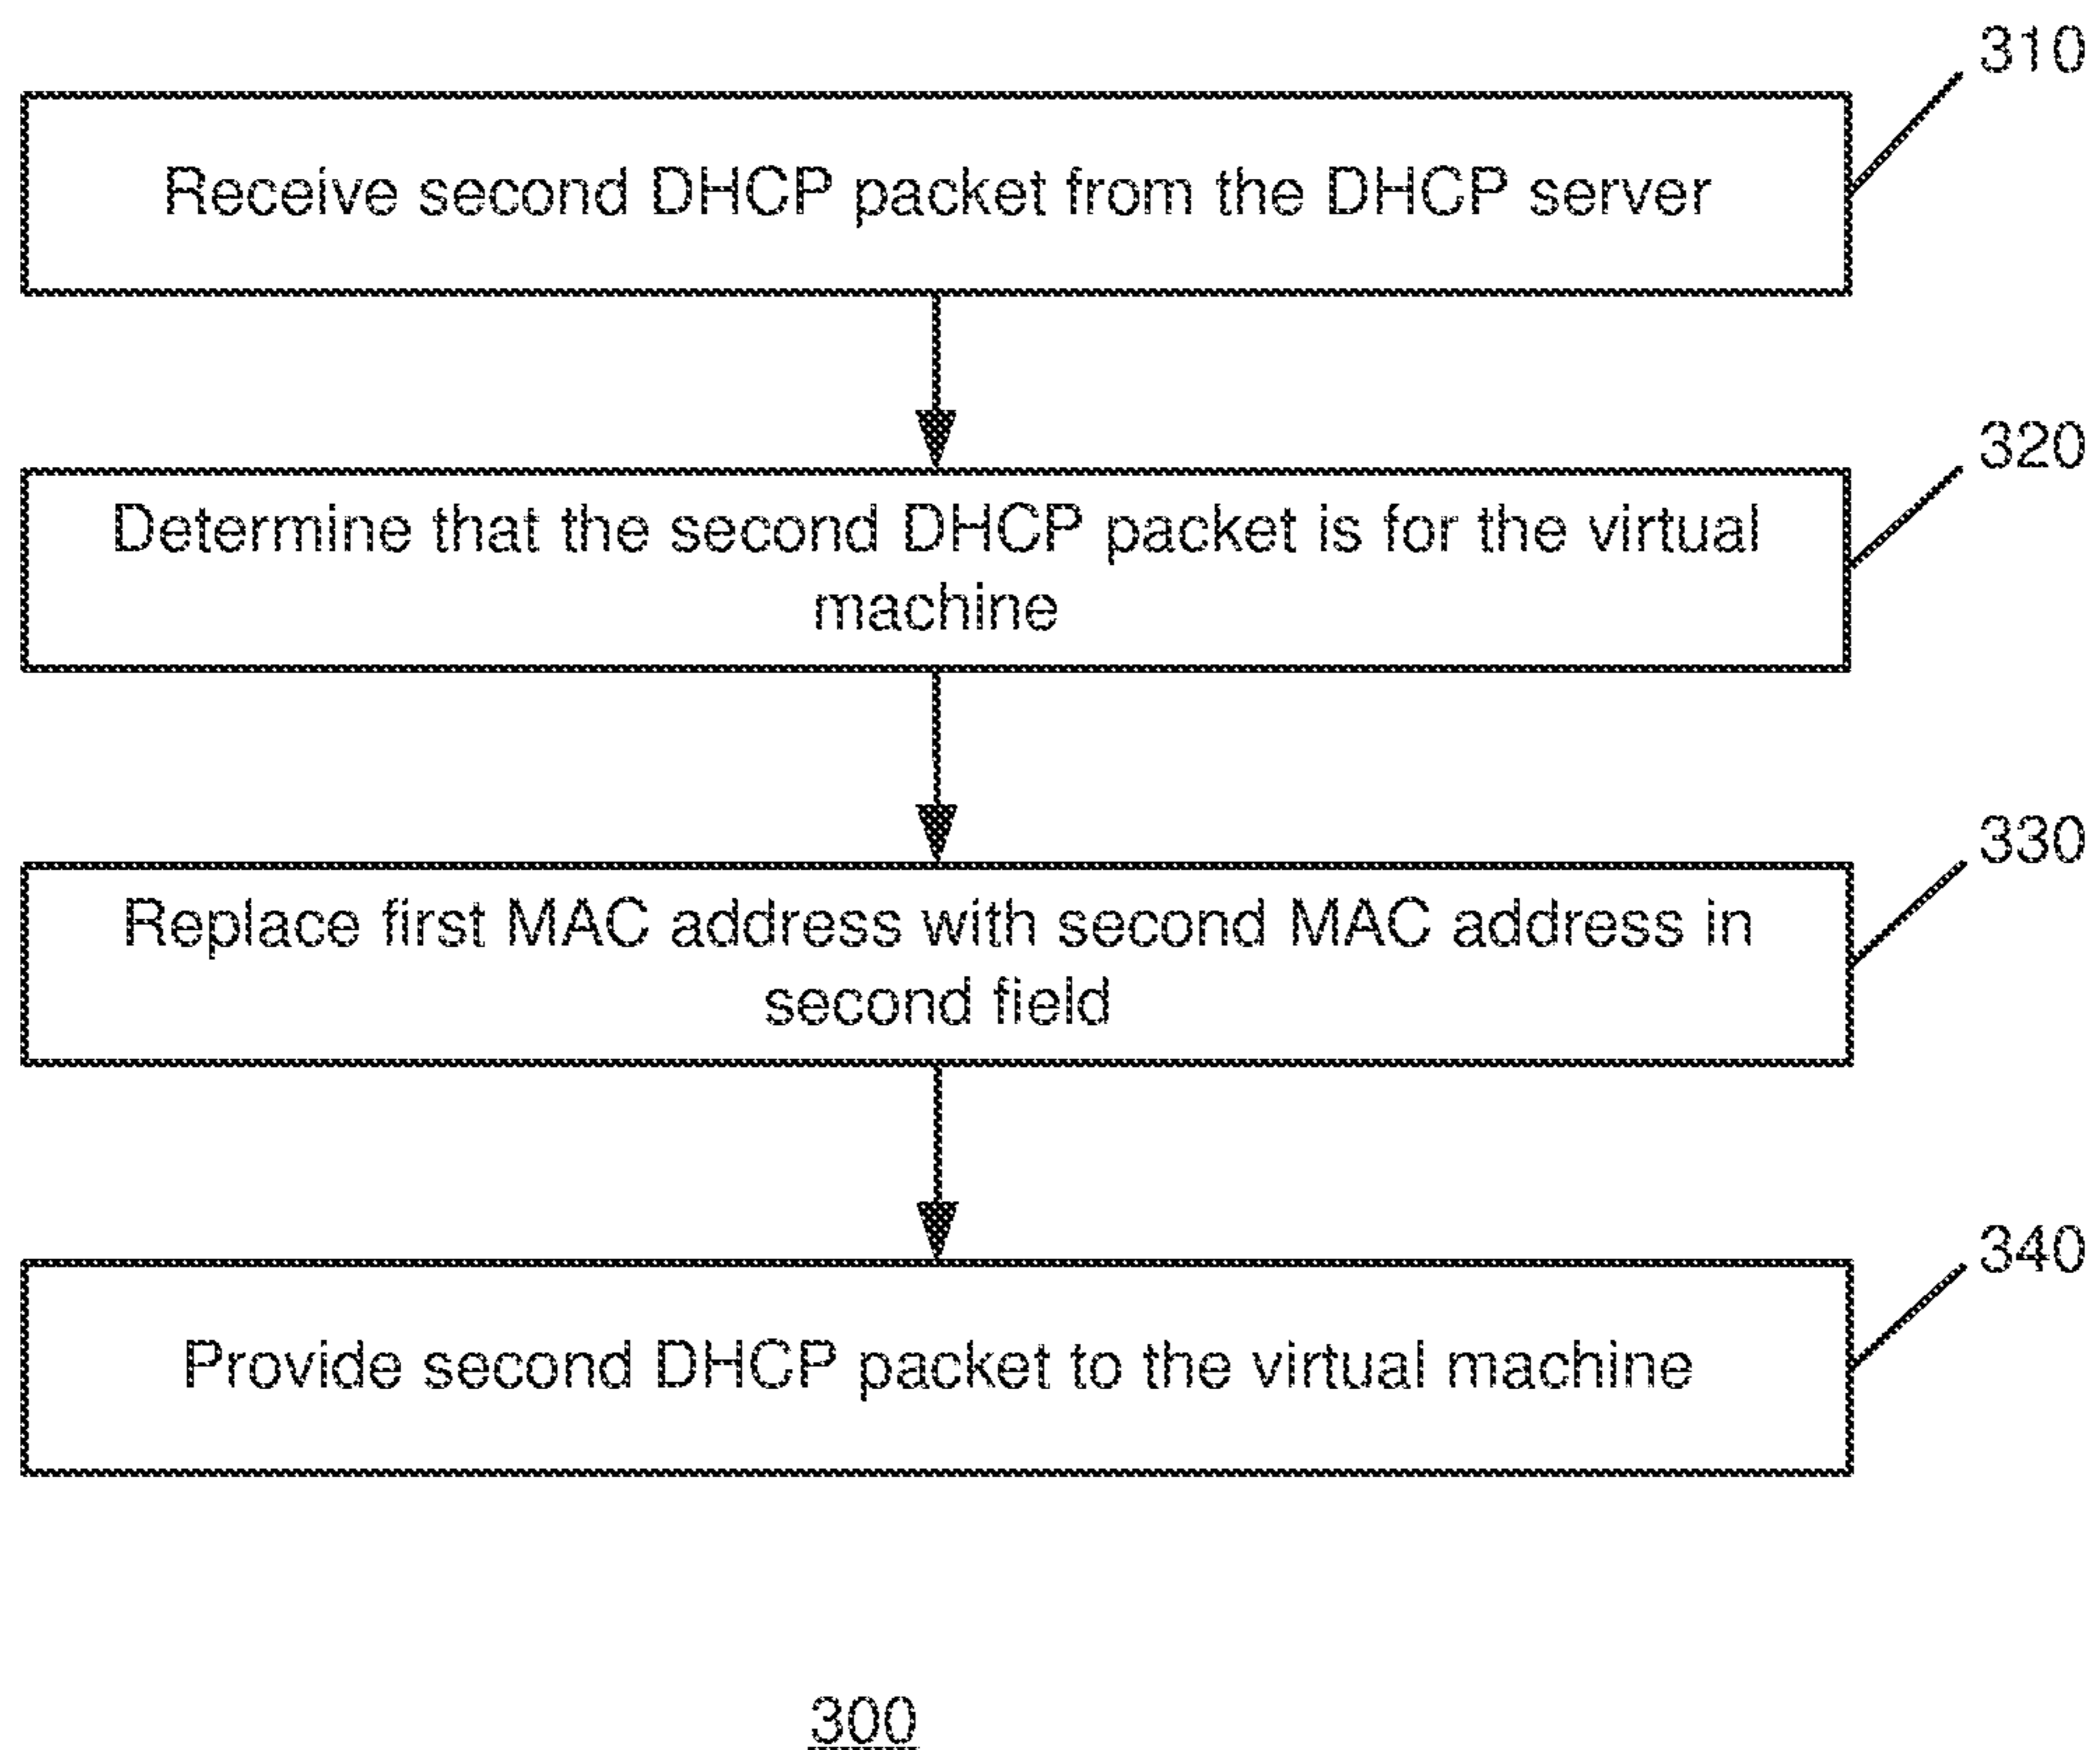 310
Receive second DHCP packet from the DHCP server
320
Determine that the second DHCP packet is for the virtual
machine
330
Replace first MAC address with second MAC address in
second field
340
Provide second DHCP packet to the virtual machine
300